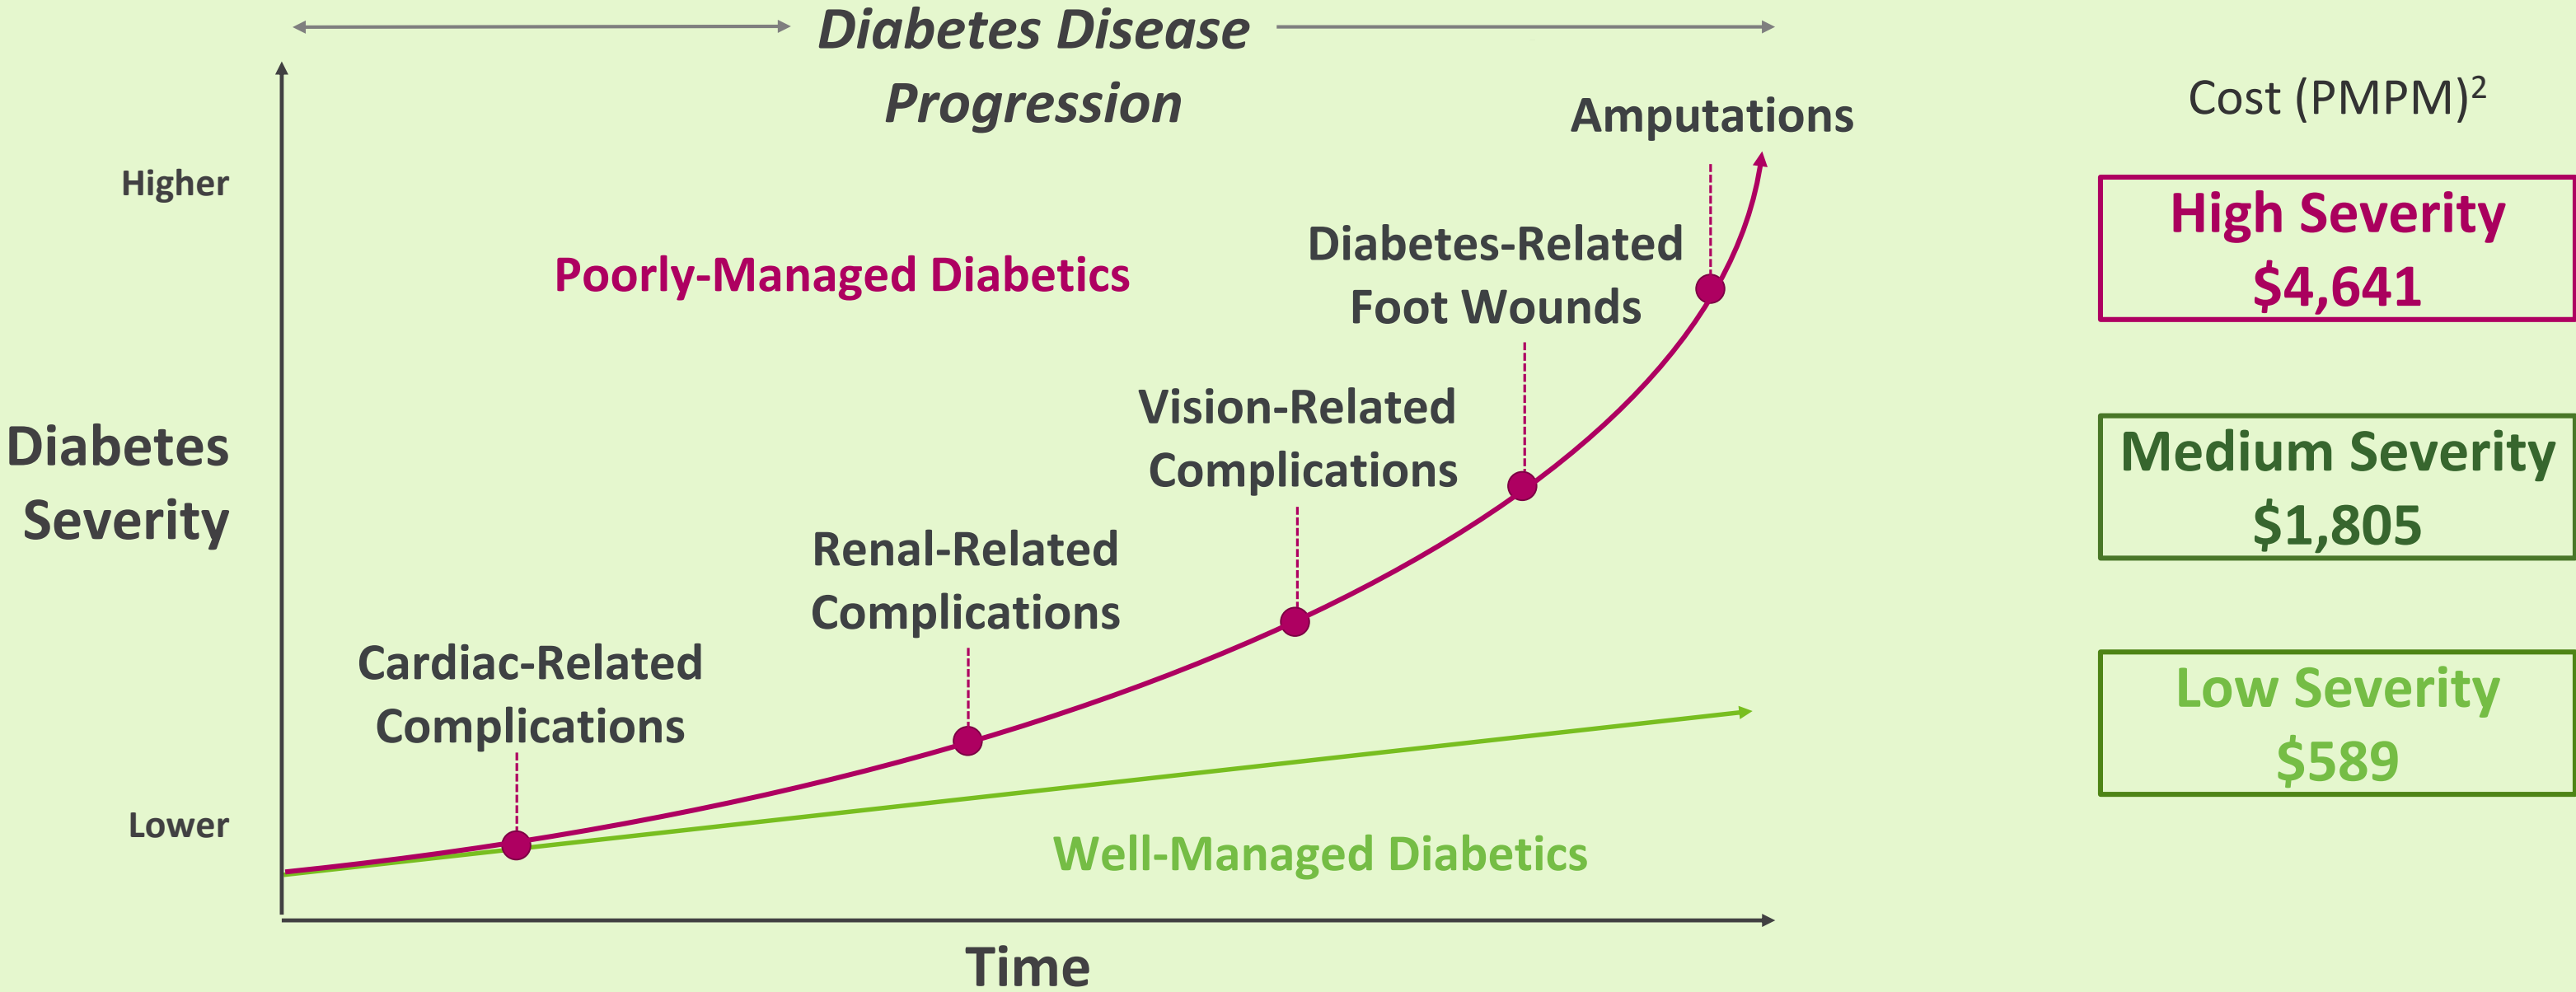 Diabetes Disease
Progression
Amputations
Cost (PMPM)²
Higher
High Severity
$4,641
Poorly-Managed Diabetics
Diabetes-Related
Foot Wounds
Vision-Related
Complications
Diabetes
Severity
Medium Severity
$1,805
Renal-Related
Complications
Cardiac-Related
Complications
Low Severity
$589
Lower
Well-Managed Diabetics
Time